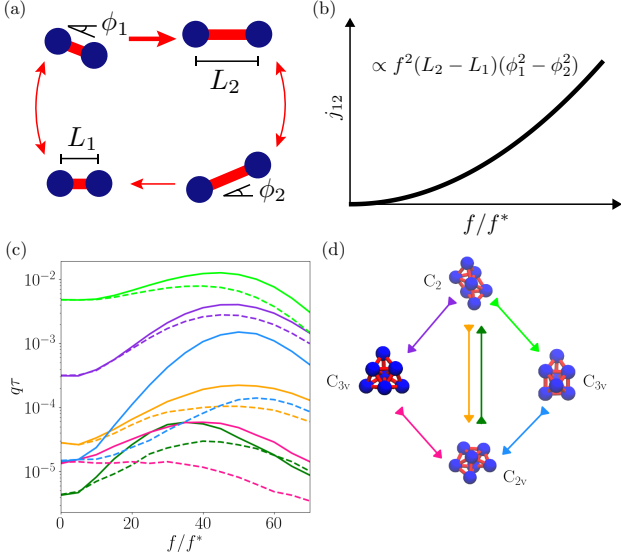 (a)
ϕ₁
L₂
L₁
ϕ₂
(b)
∝ f²(L₂ − L₁)(ϕ₁² − ϕ₂²)
j₁₂
f/f*
(c)
10⁻²
10⁻³
10⁻⁴
10⁻⁵
qτ
0 20 40 60
f/f*
(d)
C₂
C₃ᵥ
C₃ᵥ
C₂ᵥ